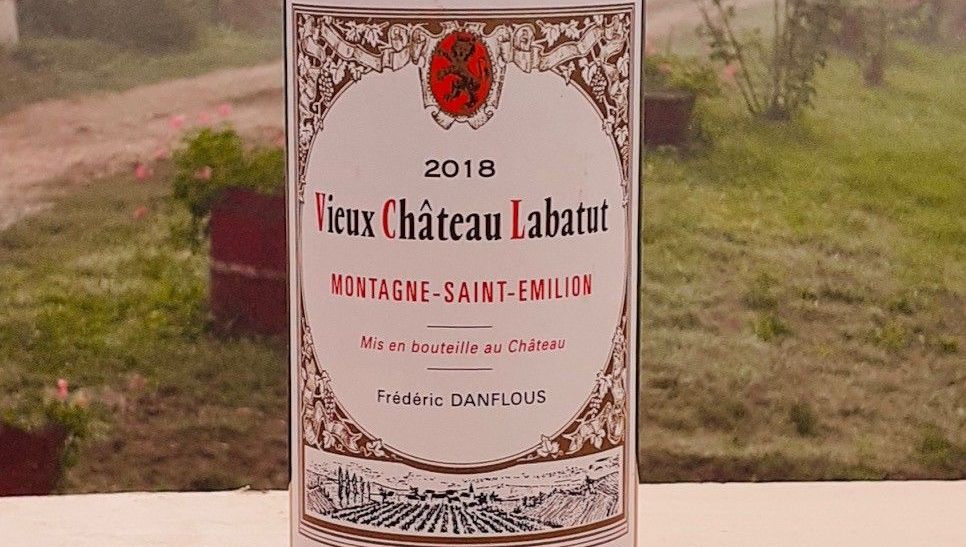 2018
Vieux Château Labatut
MONTAGNE-SAINT-EMILION
Mis en bouteille au Château
Frédéric DANFLOUS